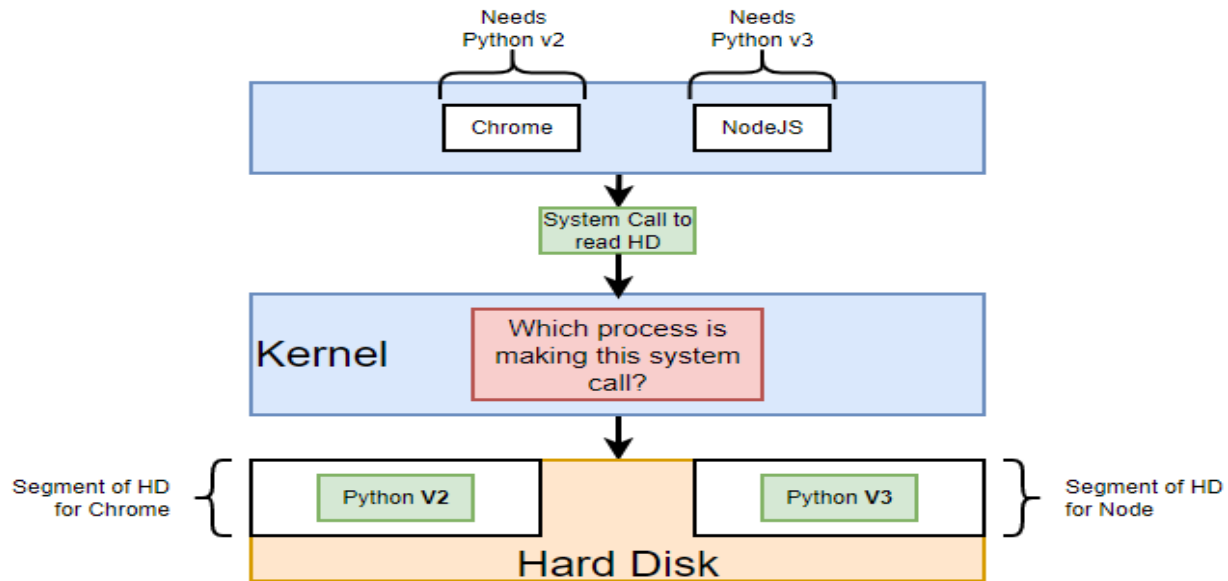 Needs
Python v2
Needs
Python v3
Chrome
NodeJS
System Call to
read HD
Kernel
Which process is
making this system
call?
Segment of HD
for Chrome
Python V2
Python V3
Segment of HD
for Node
Hard Disk